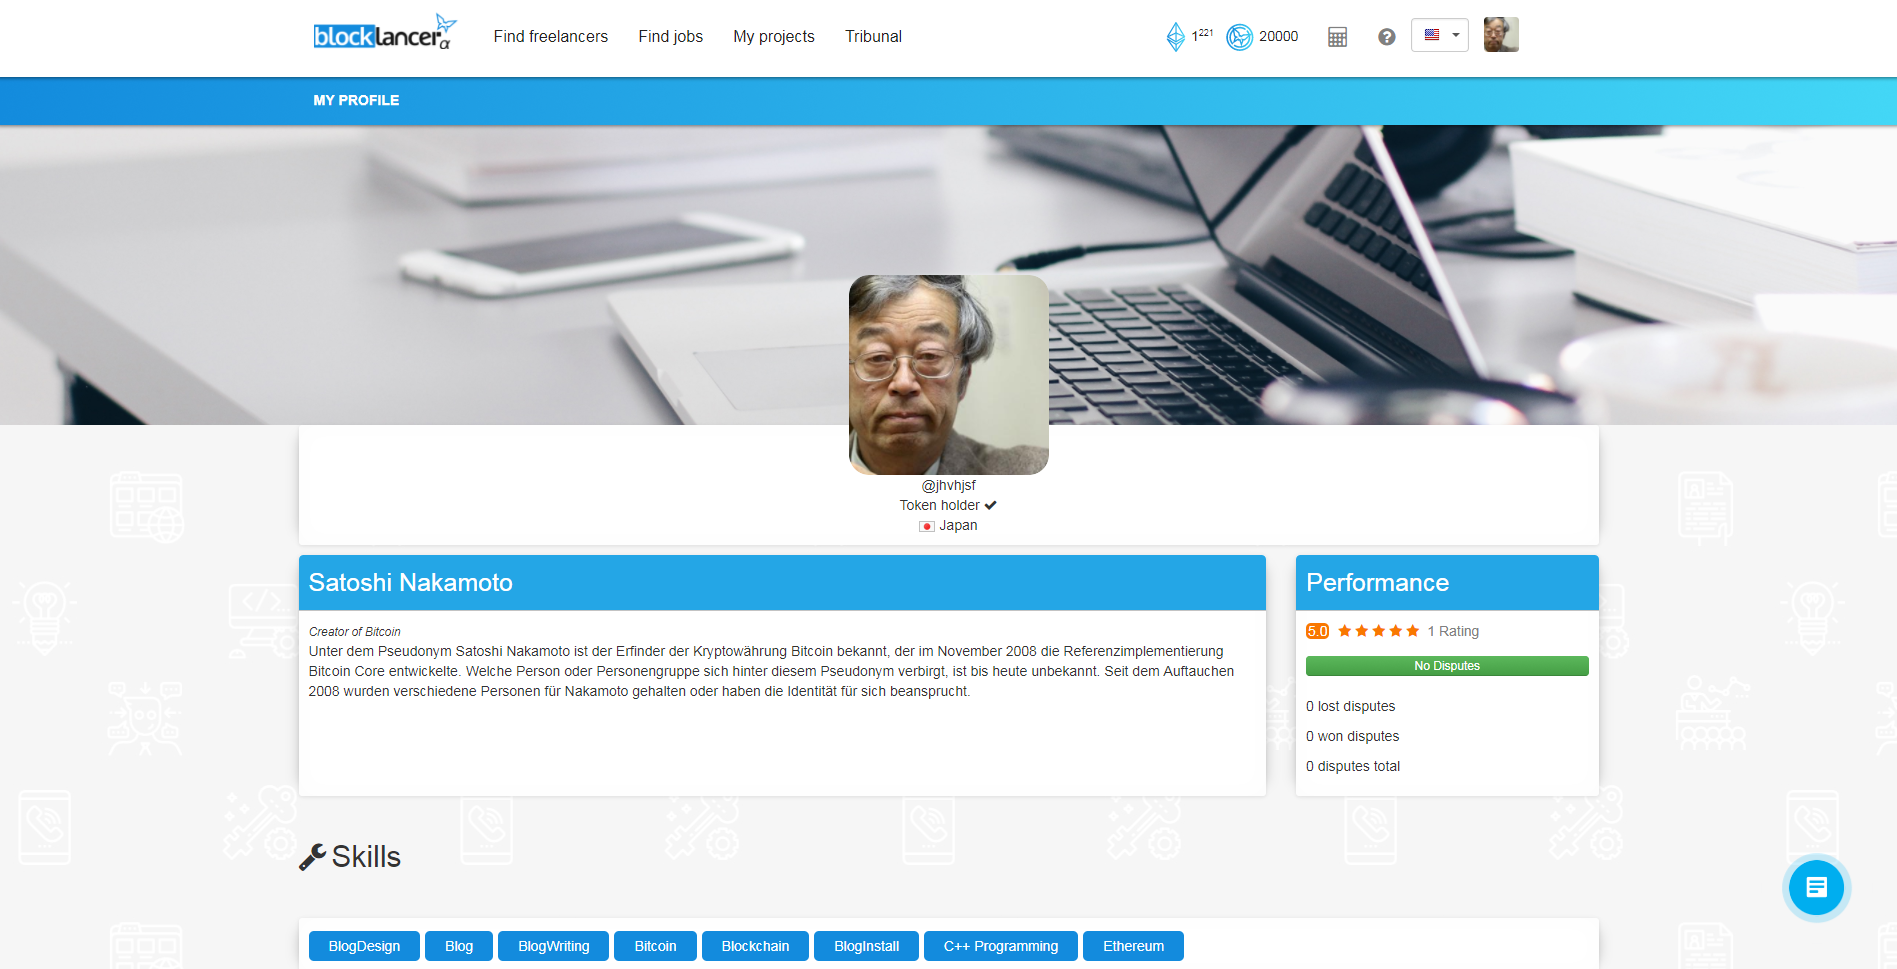 blocklancer α
Find freelancers Find jobs My projects Tribunal
1 221 20000
MY PROFILE
@jhvhjsf
Token holder
Japan
Satoshi Nakamoto
Creator of Bitcoin
Unter dem Pseudonym Satoshi Nakamoto ist der Erfinder der Kryptowährung Bitcoin bekannt, der im November 2008 die Referenzimplementierung
Bitcoin Core entwickelte. Welche Person oder Personengruppe sich hinter diesem Pseudonym verbirgt, ist bis heute unbekannt. Seit dem Auftauchen
2008 wurden verschiedene Personen für Nakamoto gehalten oder haben die Identität für sich beansprucht.
Performance
5.0 1 Rating
No Disputes
0 lost disputes
0 won disputes
0 disputes total
Skills
BlogDesign Blog BlogWriting Bitcoin Blockchain BlogInstall C++ Programming Ethereum